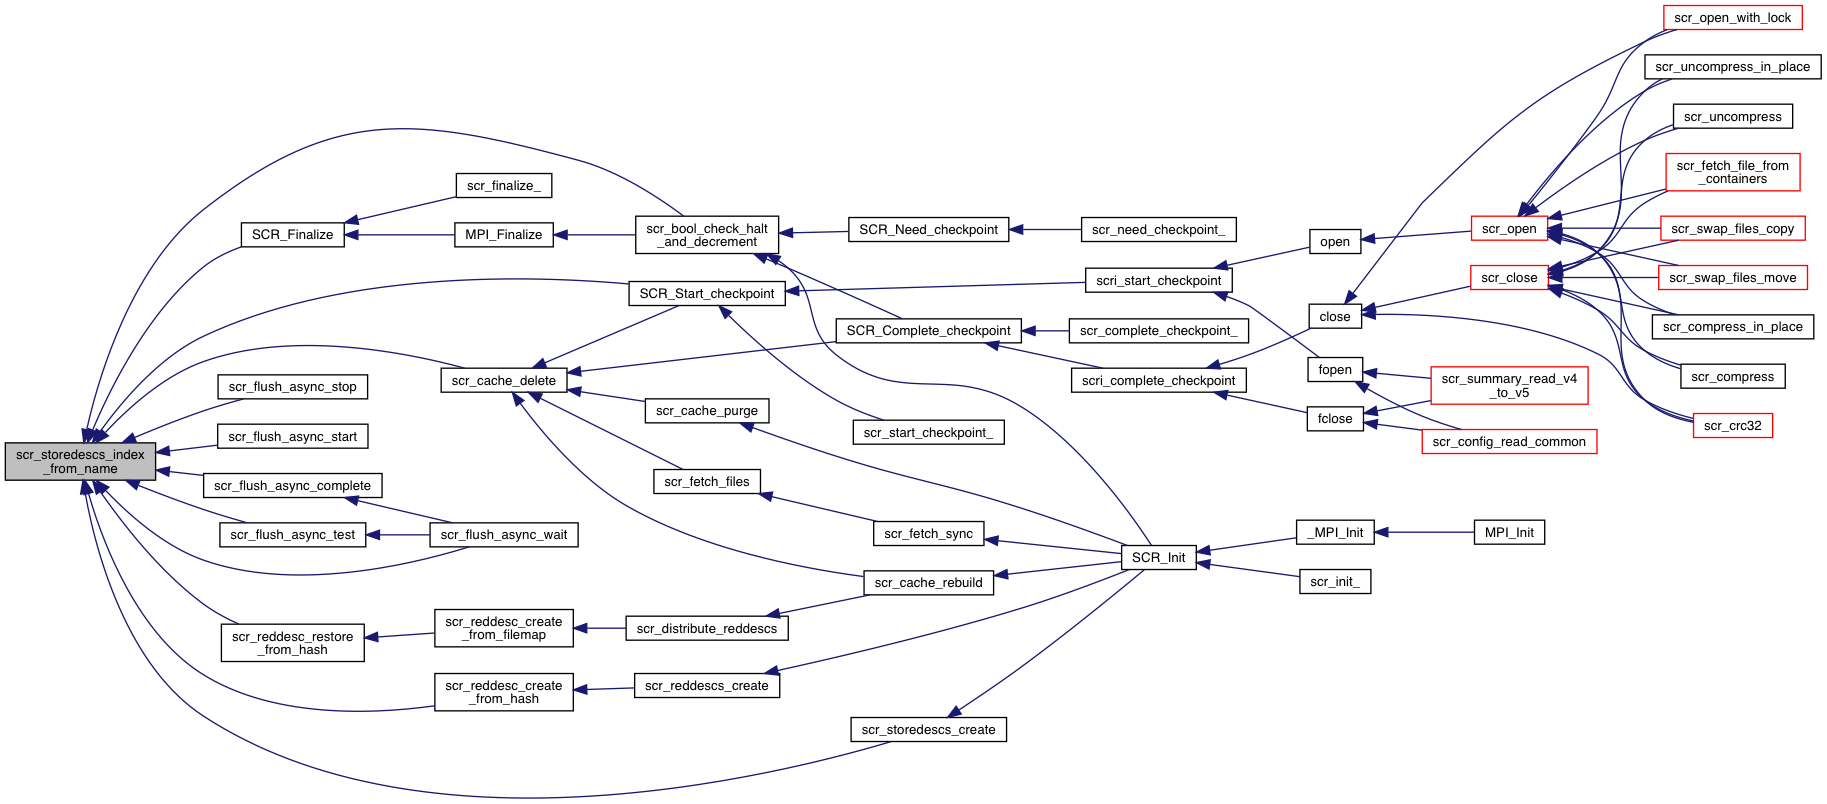 scr_storedescs_index
_from_name
SCR_Finalize
scr_flush_async_stop
scr_flush_async_start
scr_flush_async_complete
scr_flush_async_test
scr_reddesc_restore
_from_hash
scr_finalize_
MPI_Finalize
scr_cache_delete
scr_flush_async_wait
scr_reddesc_create
_from_filemap
scr_reddesc_create
_from_hash
scr_bool_check_halt
_and_decrement
SCR_Start_checkpoint
scr_cache_purge
scr_fetch_files
scr_distribute_reddescs
scr_reddescs_create
SCR_Need_checkpoint
SCR_Complete_checkpoint
scr_start_checkpoint_
scr_fetch_sync
scr_cache_rebuild
scr_storedescs_create
scr_need_checkpoint_
scri_start_checkpoint
scr_complete_checkpoint_
scri_complete_checkpoint
SCR_Init
open
close
fopen
fclose
_MPI_Init
scr_init_
scr_open
scr_close
scr_summary_read_v4
_to_v5
scr_config_read_common
MPI_Init
scr_open_with_lock
scr_uncompress_in_place
scr_uncompress
scr_fetch_file_from
_containers
scr_swap_files_copy
scr_swap_files_move
scr_compress_in_place
scr_compress
scr_crc32